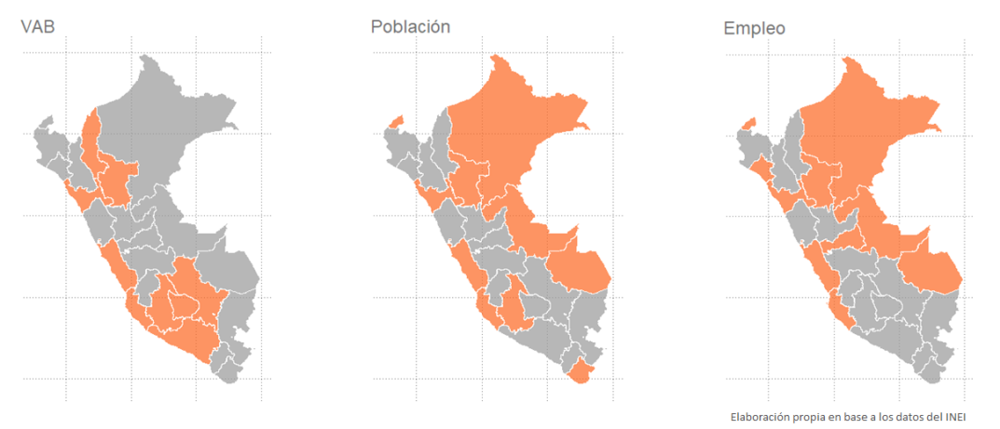 VAB
Población
Empleo
Elaboración propia en base a los datos del INEI